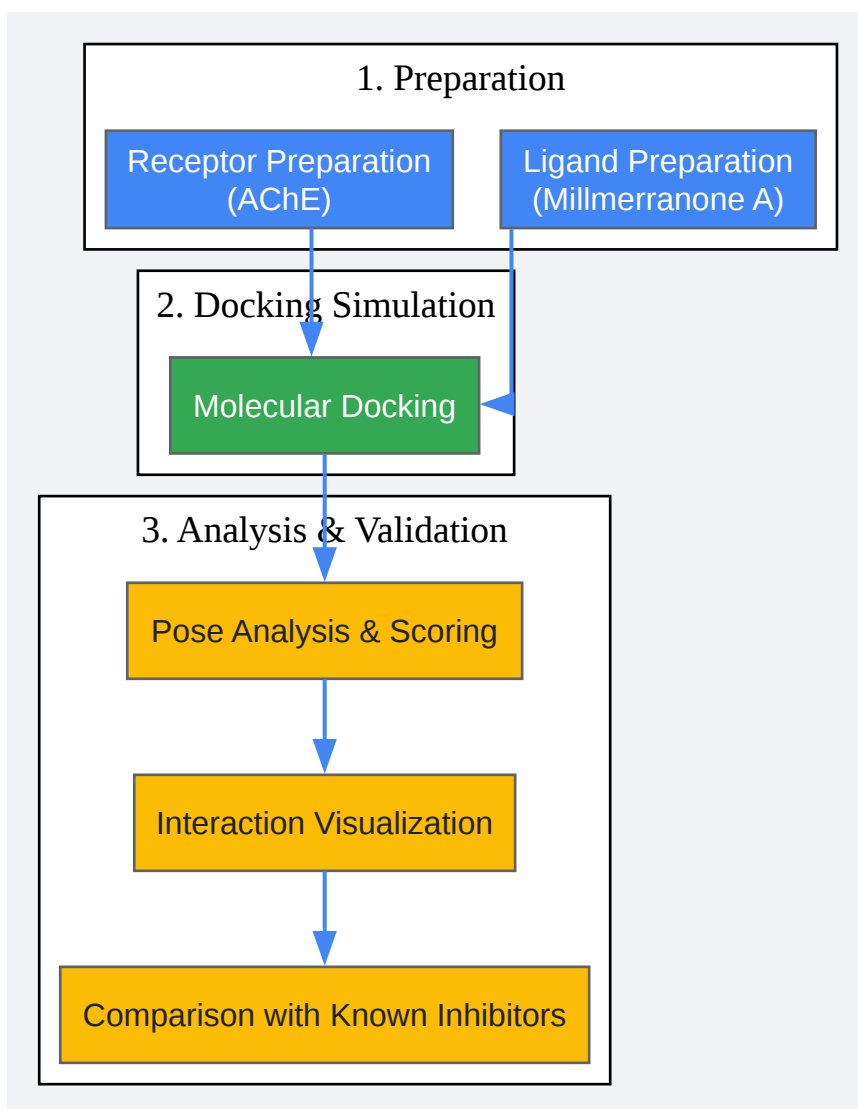 1. Preparation
Receptor Preparation
(AChE)
Ligand Preparation
(Millmerranone A)
2. Docking Simulation
Molecular Docking
3. Analysis & Validation
Pose Analysis & Scoring
Interaction Visualization
Comparison with Known Inhibitors